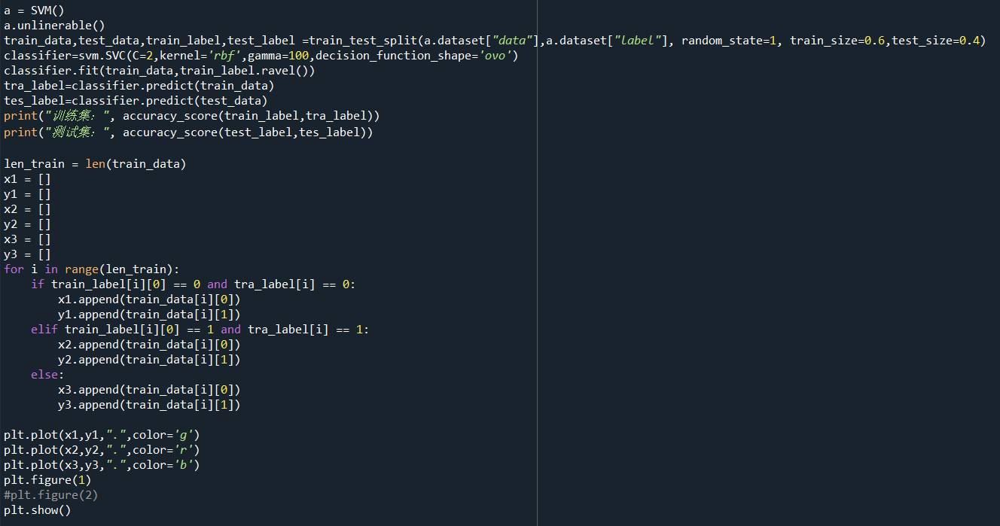 a = SVM()
a.unlinerable()
train_data,test_data,train_label,test_label =train_test_split(a.dataset["data"],a.dataset["label"], random_state=1, train_size=0.6,test_size=0.4)
classifier=svm.SVC(C=2,kernel='rbf',gamma=100,decision_function_shape='ovo')
classifier.fit(train_data,train_label.ravel())
tra_label=classifier.predict(train_data)
tes_label=classifier.predict(test_data)
print("训练集：", accuracy_score(train_label,tra_label))
print("测试集：", accuracy_score(test_label,tes_label))

len_train = len(train_data)
x1 = []
y1 = []
x2 = []
y2 = []
x3 = []
y3 = []
for i in range(len_train):
    if train_label[i][0] == 0 and tra_label[i] == 0:
        x1.append(train_data[i][0])
        y1.append(train_data[i][1])
    elif train_label[i][0] == 1 and tra_label[i] == 1:
        x2.append(train_data[i][0])
        y2.append(train_data[i][1])
    else:
        x3.append(train_data[i][0])
        y3.append(train_data[i][1])

plt.plot(x1,y1,".",color='g')
plt.plot(x2,y2,".",color='r')
plt.plot(x3,y3,".",color='b')
plt.figure(1)
#plt.figure(2)
plt.show()